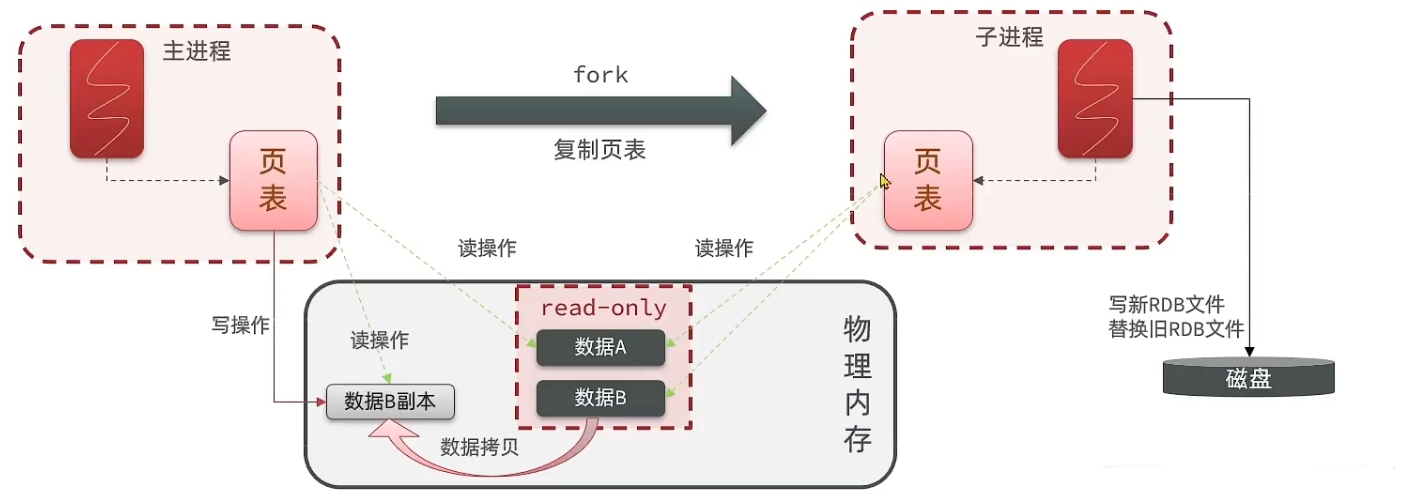 主进程
子进程
fork
复制页表
页
表
页
表
读操作
读操作
写操作
读操作
read-only
数据A
数据B
数据B副本
数据拷贝
物
理
内
存
写新RDB文件
替换旧RDB文件
磁盘